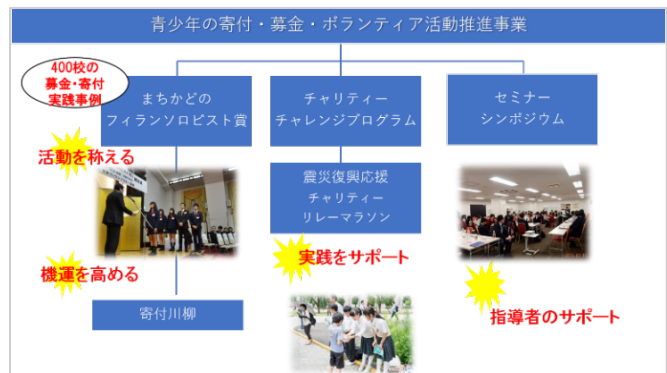 青少年の寄付・募金・ボランティア活動推進事業
400校の
募金・寄付
実践事例
まちかどの
フィランソロピスト賞
チャリティー
チャレンジプログラム
セミナー
シンポジウム
活動を称える
震災復興応援
チャリティー
リレーマラソン
機運を高める
実践をサポート
寄付川柳
指導者のサポート